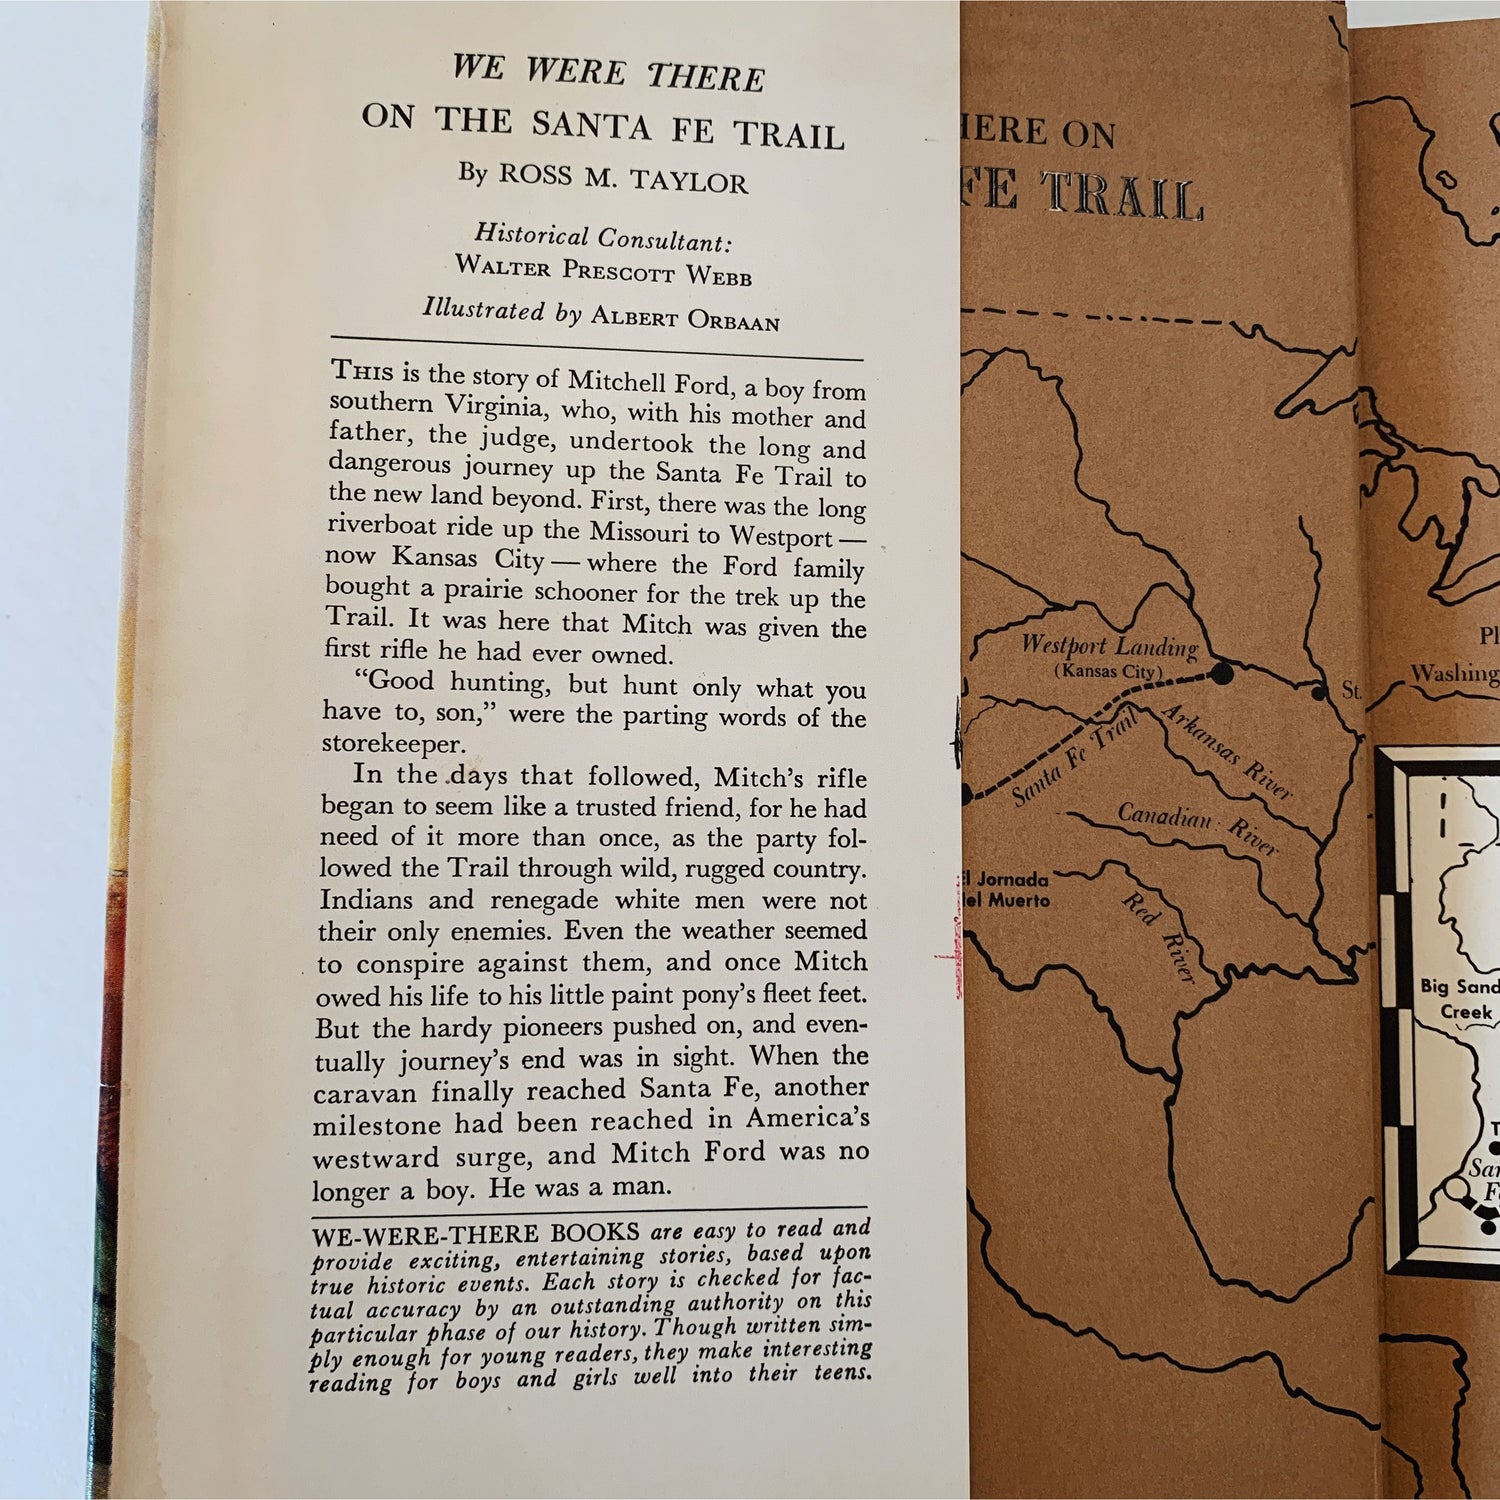 WE WERE THERE
ON THE SANTA FE TRAIL
By ROSS M. TAYLOR
Historical Consultant:
WALTER PRESCOTT WEBB
Illustrated by ALBERT ORBAAN
THIS is the story of Mitchell Ford, a boy from
southern Virginia, who, with his mother and
father, the judge, undertook the long and
dangerous journey up the Santa Fe Trail to
the new land beyond. First, there was the long
riverboat ride up the Missouri to Westport —
now Kansas City — where the Ford family
bought a prairie schooner for the trek up the
Trail. It was here that Mitch was given the
first rifle he had ever owned.
“Good hunting, but hunt only what you
have to, son,” were the parting words of the
storekeeper.
In the days that followed, Mitch’s rifle
began to seem like a trusted friend, for he had
need of it more than once, as the party fol-
lowed the Trail through wild, rugged country.
Indians and renegade white men were not
their only enemies. Even the weather seemed
to conspire against them, and once Mitch
owed his life to his little paint pony’s fleet feet.
But the hardy pioneers pushed on, and even-
tually journey’s end was in sight. When the
caravan finally reached Santa Fe, another
milestone had been reached in America’s
westward surge, and Mitch Ford was no
longer a boy. He was a man.
WE-WERE-THERE BOOKS are easy to read and
provide exciting, entertaining stories, based upon
true historic events. Each story is checked for fac-
tual accuracy by an outstanding authority on this
particular phase of our history. Though written sim-
ply enough for young readers, they make interesting
reading for boys and girls well into their teens.
HERE ON
FE TRAIL
Westport Landing
(Kansas City)
St.
Santa Fe Trail
Arkansas River
Canadian River
El Jornada
del Muerto
Red River
Pl
Washing
Big Sand
Creek
T
San
F